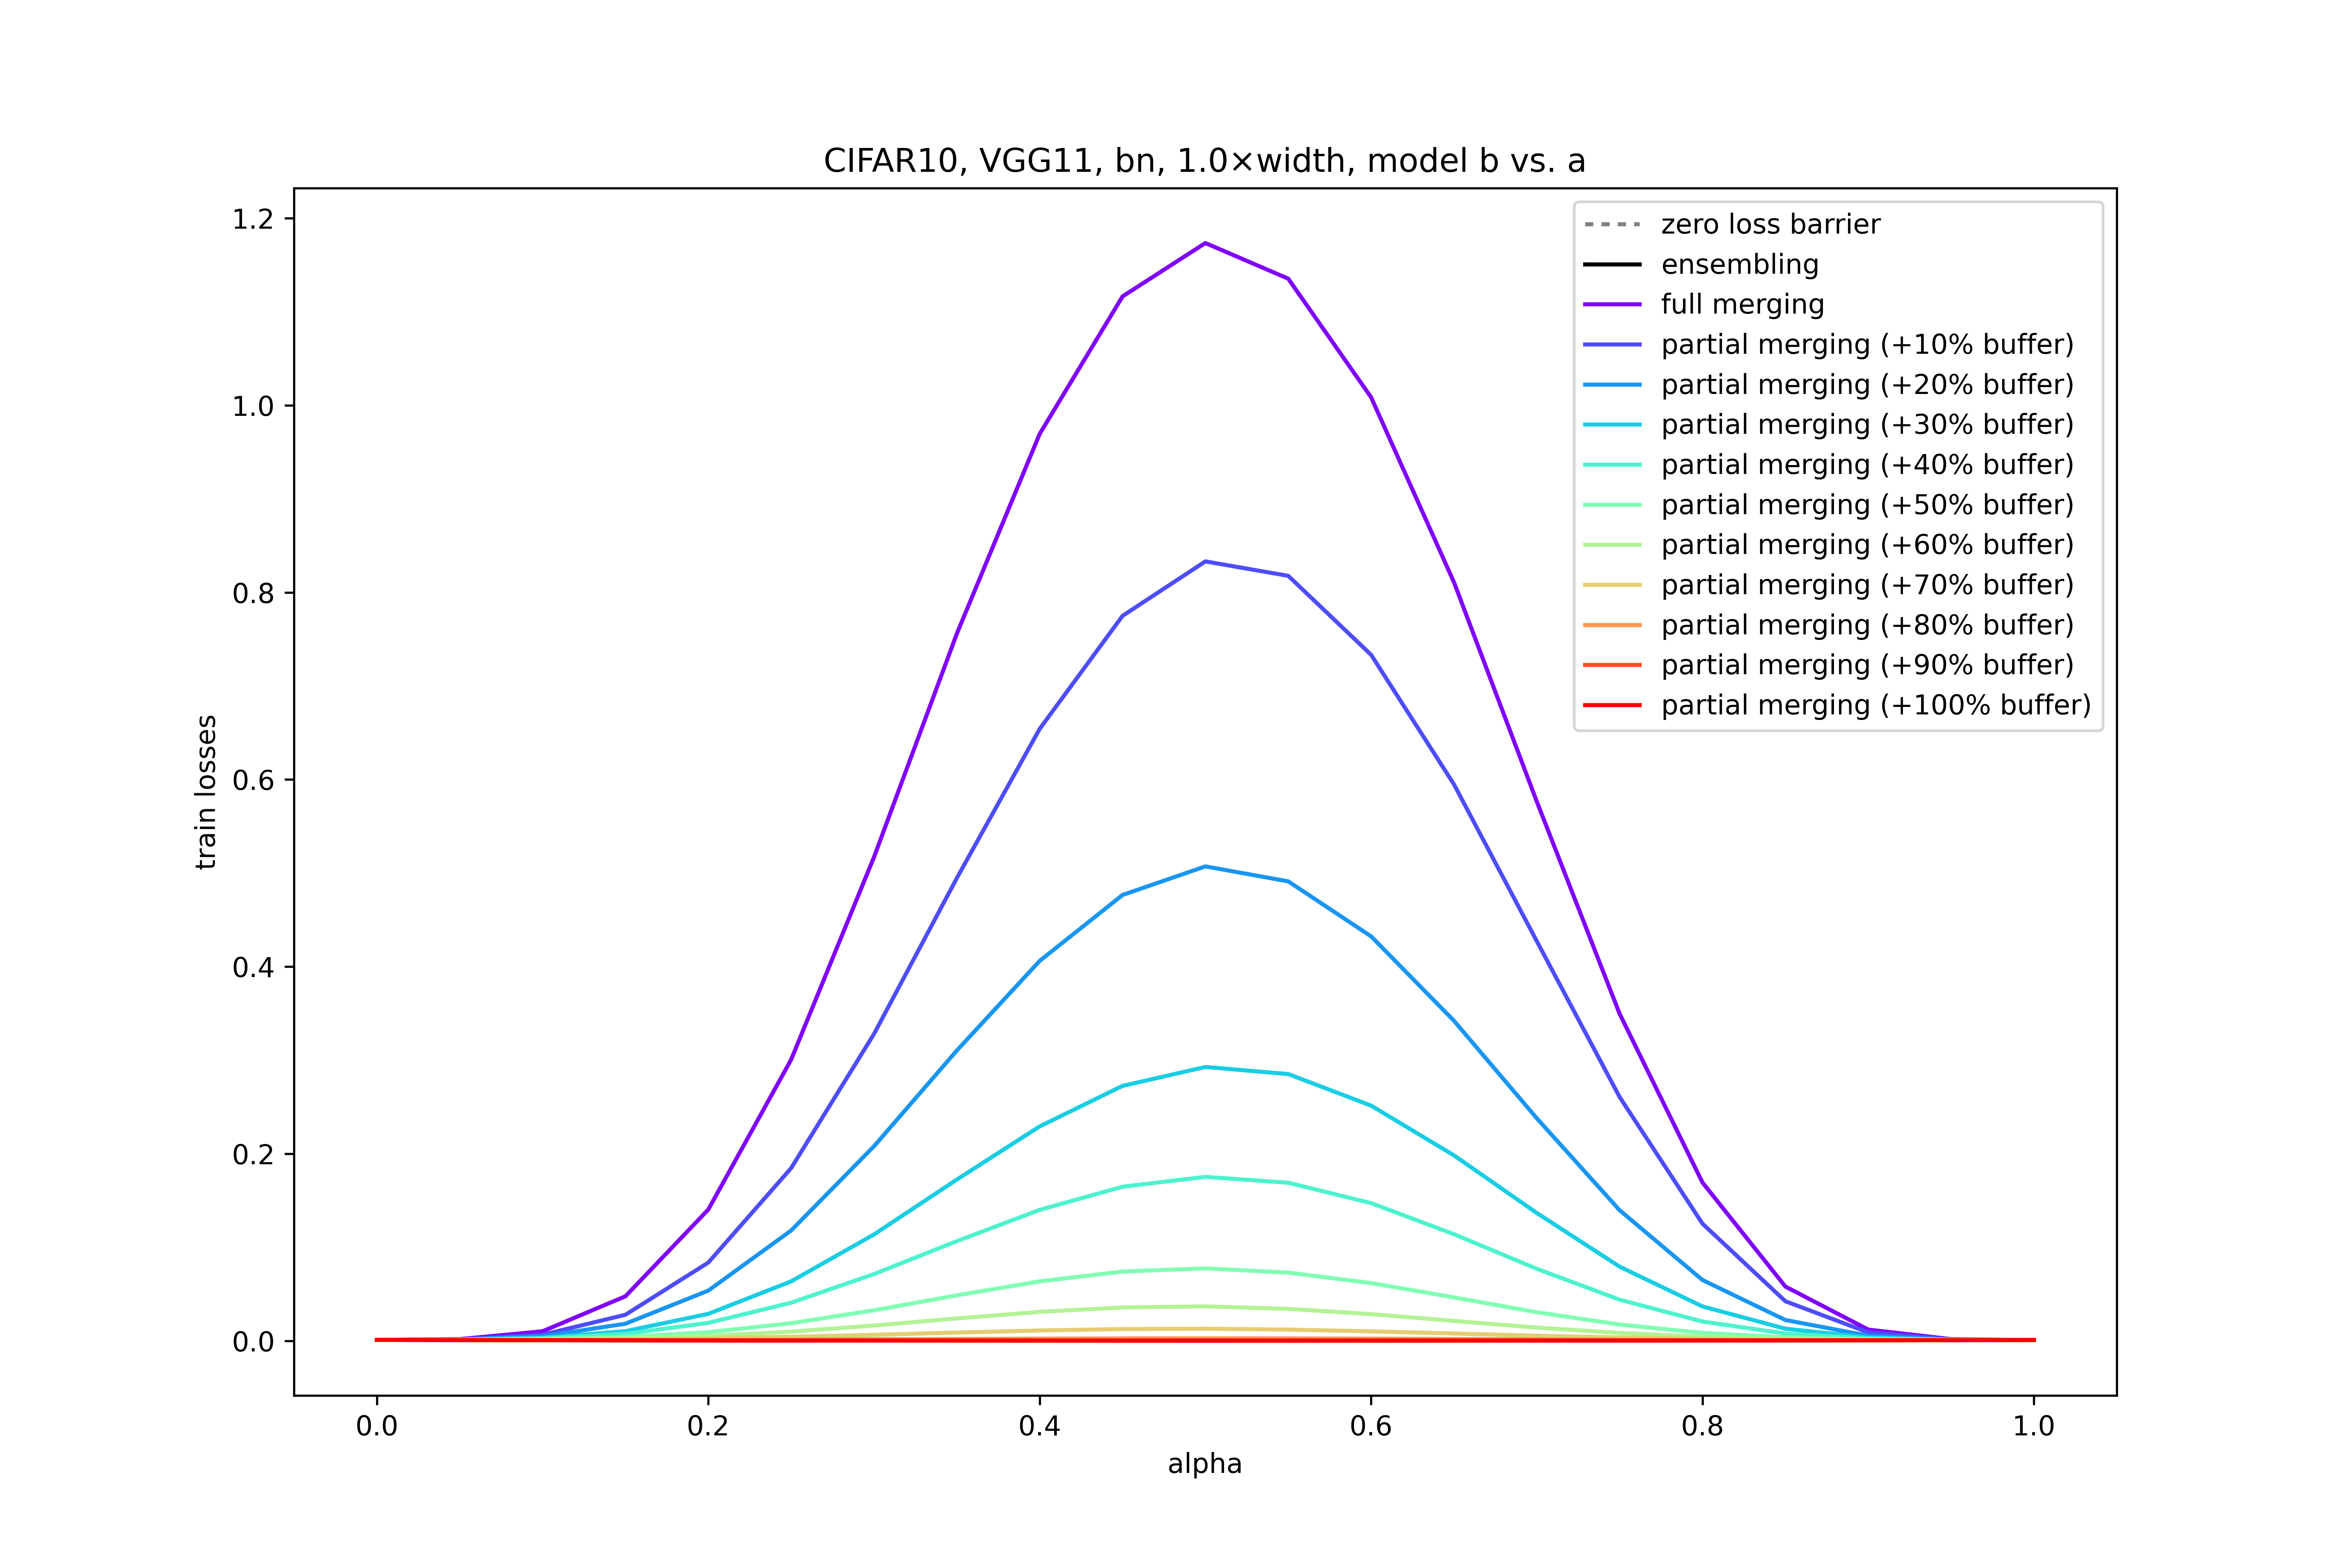 CIFAR10, VGG11, bn, 1.0×width, model b vs. a
1.2
1.0
0.8
0.6
0.4
0.2
0.0
train losses
zero loss barrier
ensembling
full merging
partial merging (+10% buffer)
partial merging (+20% buffer)
partial merging (+30% buffer)
partial merging (+40% buffer)
partial merging (+50% buffer)
partial merging (+60% buffer)
partial merging (+70% buffer)
partial merging (+80% buffer)
partial merging (+90% buffer)
partial merging (+100% buffer)
0.0 0.2 0.4 0.6 0.8 1.0
alpha